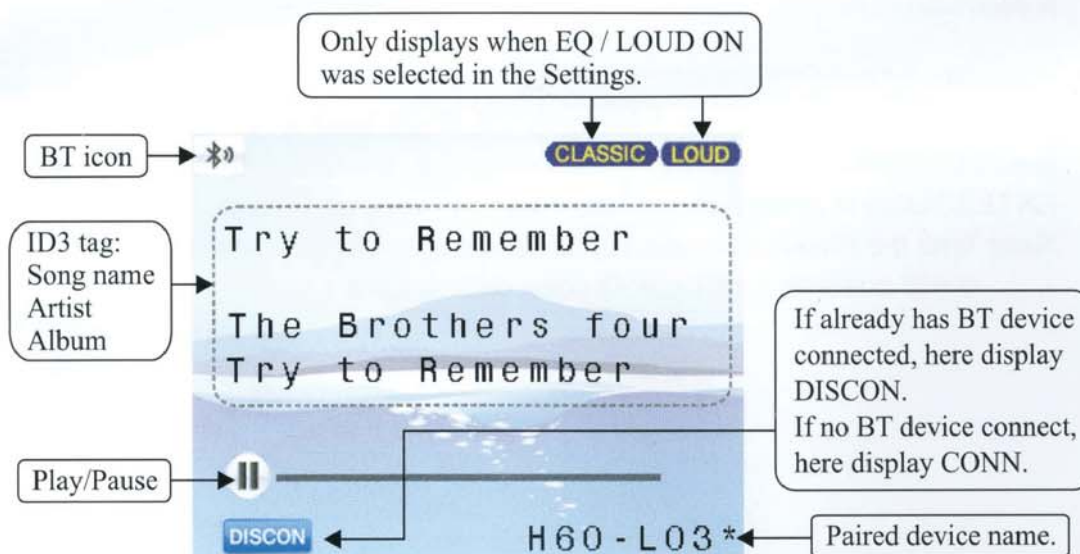 Only displays when EQ / LOUD ON
was selected in the Settings.
BT icon
CLASSIC
LOUD
ID3 tag:
Song name
Artist
Album
Try to Remember
The Brothers four
Try to Remember
If already has BT device
connected, here display
DISCON.
If no BT device connect,
here display CONN.
Play/Pause
DISCON
H60-L03*
Paired device name.